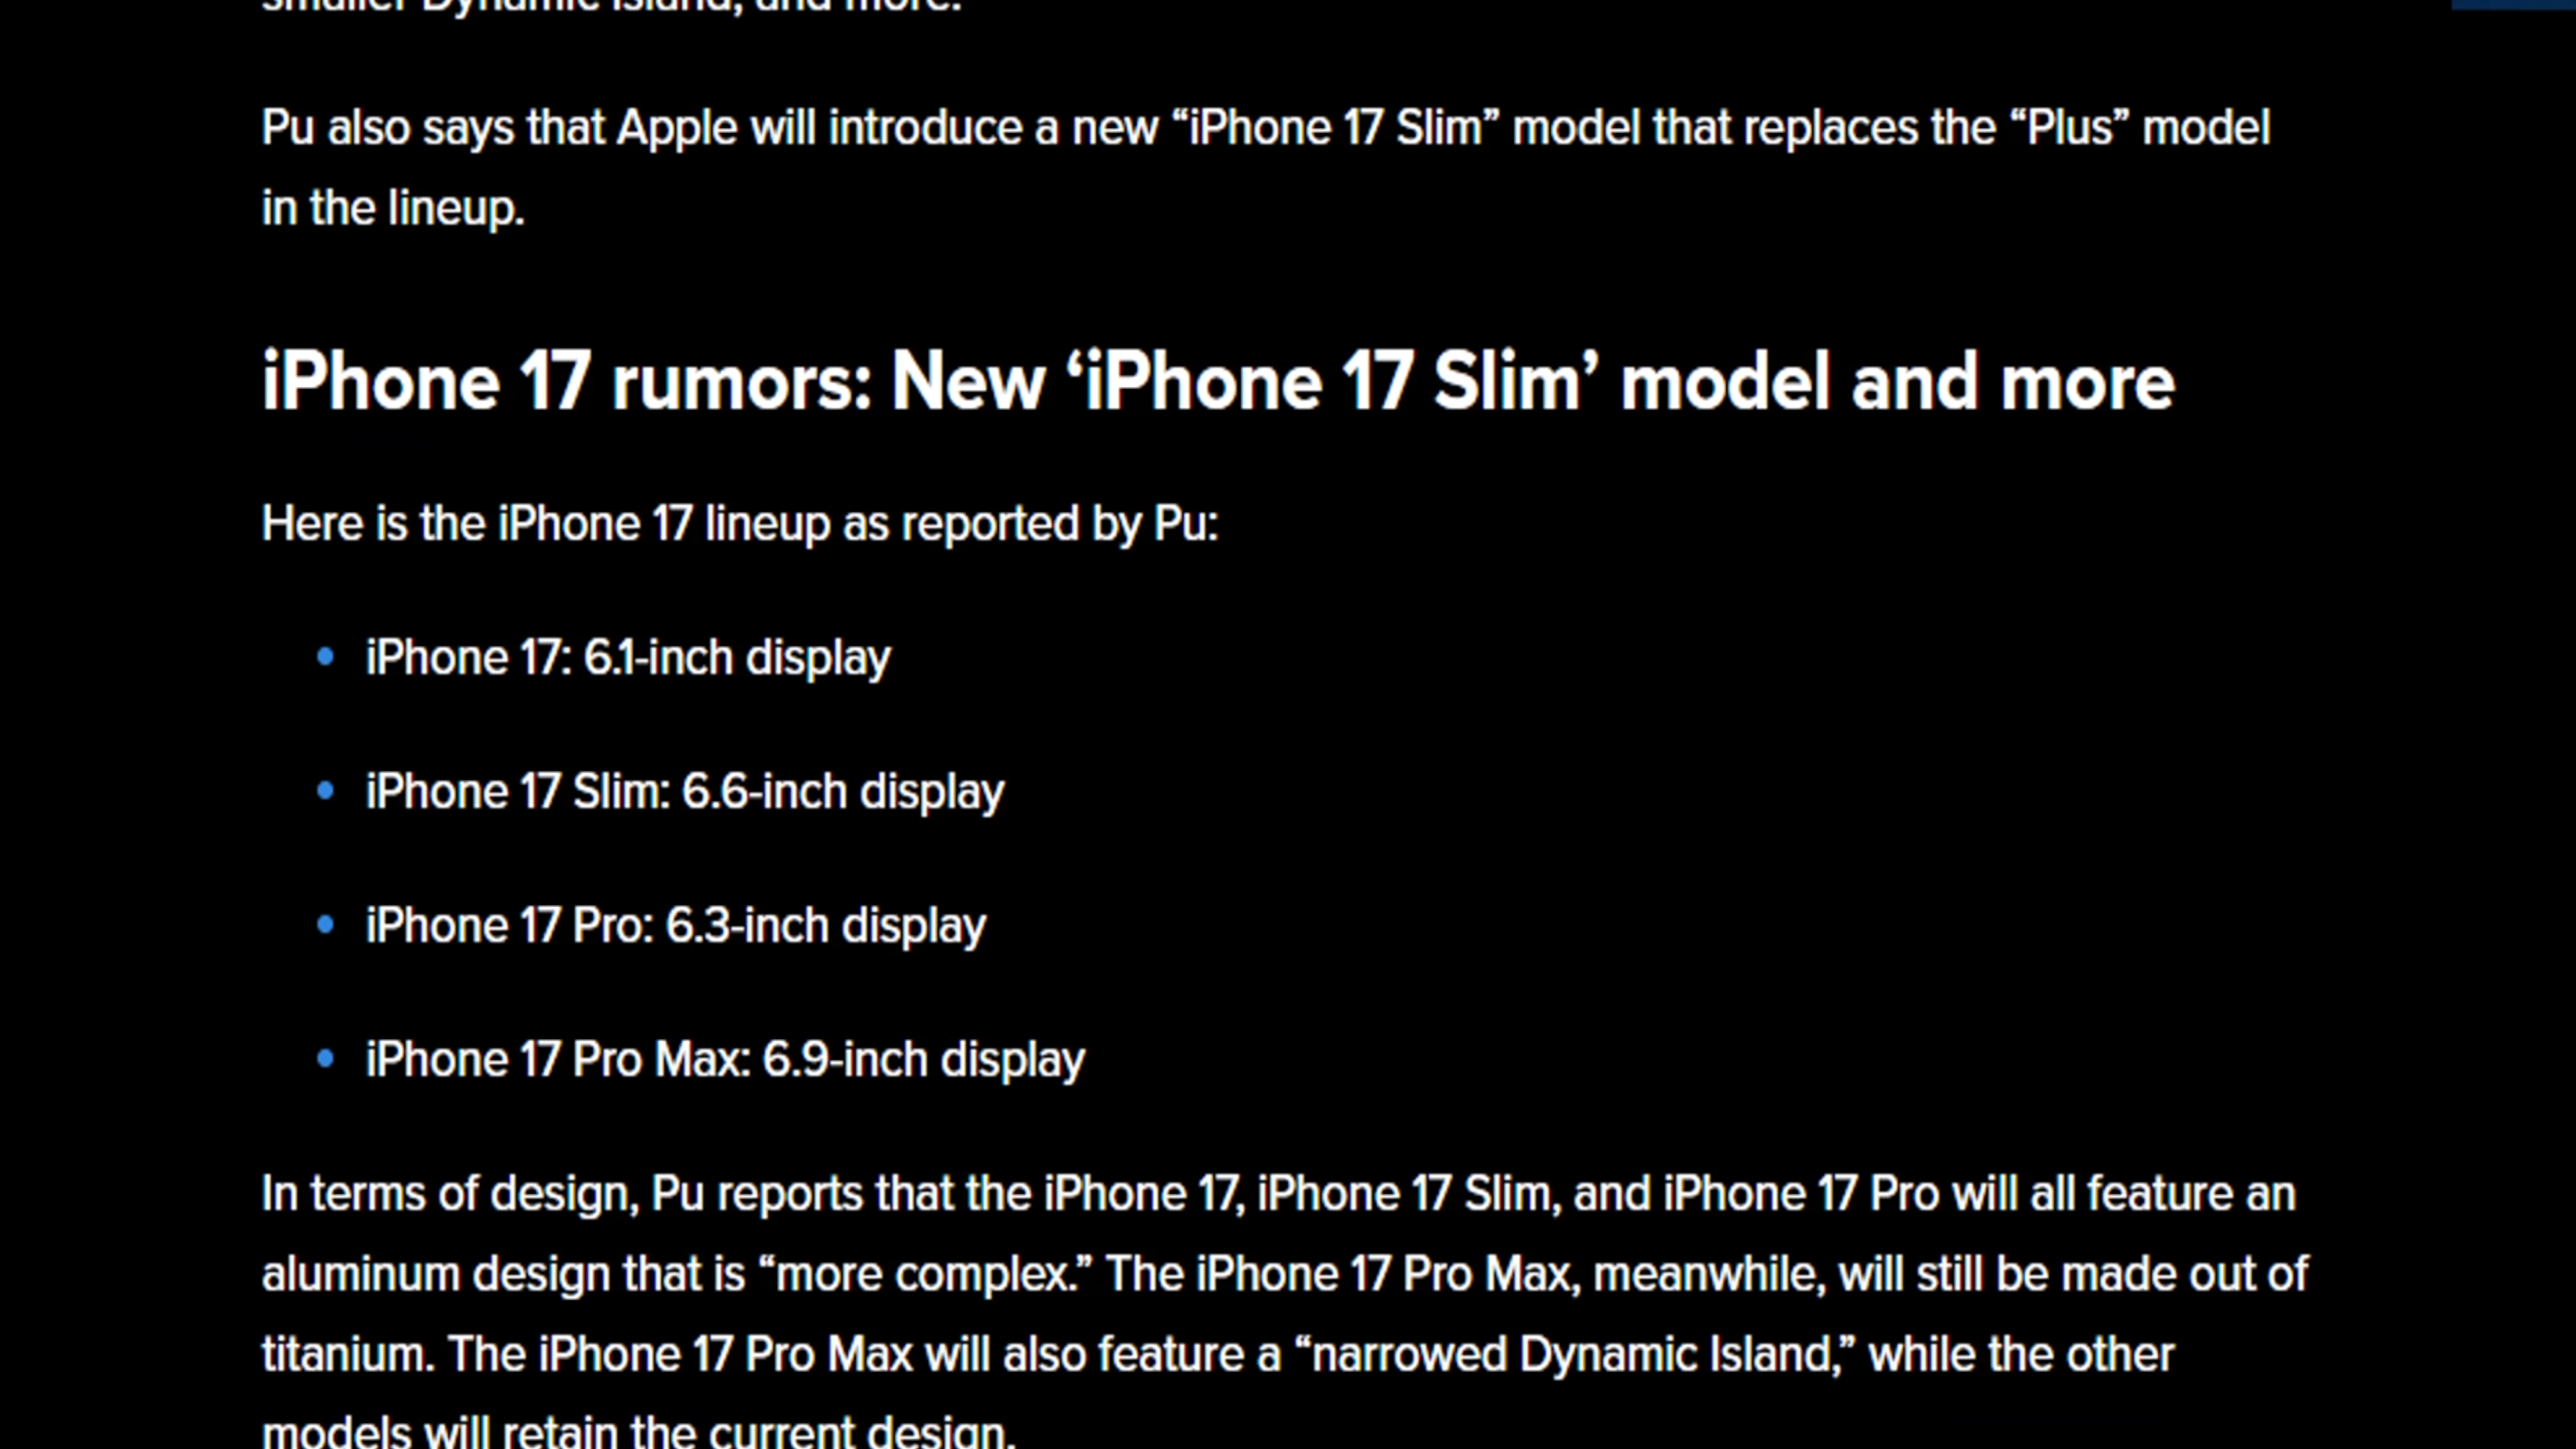 smaller Dynamic Island, and more.
Pu also says that Apple will introduce a new “iPhone 17 Slim” model that replaces the “Plus” model
in the lineup.
iPhone 17 rumors: New ‘iPhone 17 Slim’ model and more
Here is the iPhone 17 lineup as reported by Pu:
• iPhone 17: 6.1-inch display
• iPhone 17 Slim: 6.6-inch display
• iPhone 17 Pro: 6.3-inch display
• iPhone 17 Pro Max: 6.9-inch display
In terms of design, Pu reports that the iPhone 17, iPhone 17 Slim, and iPhone 17 Pro will all feature an
aluminum design that is “more complex.” The iPhone 17 Pro Max, meanwhile, will still be made out of
titanium. The iPhone 17 Pro Max will also feature a “narrowed Dynamic Island,” while the other
models will retain the current design.